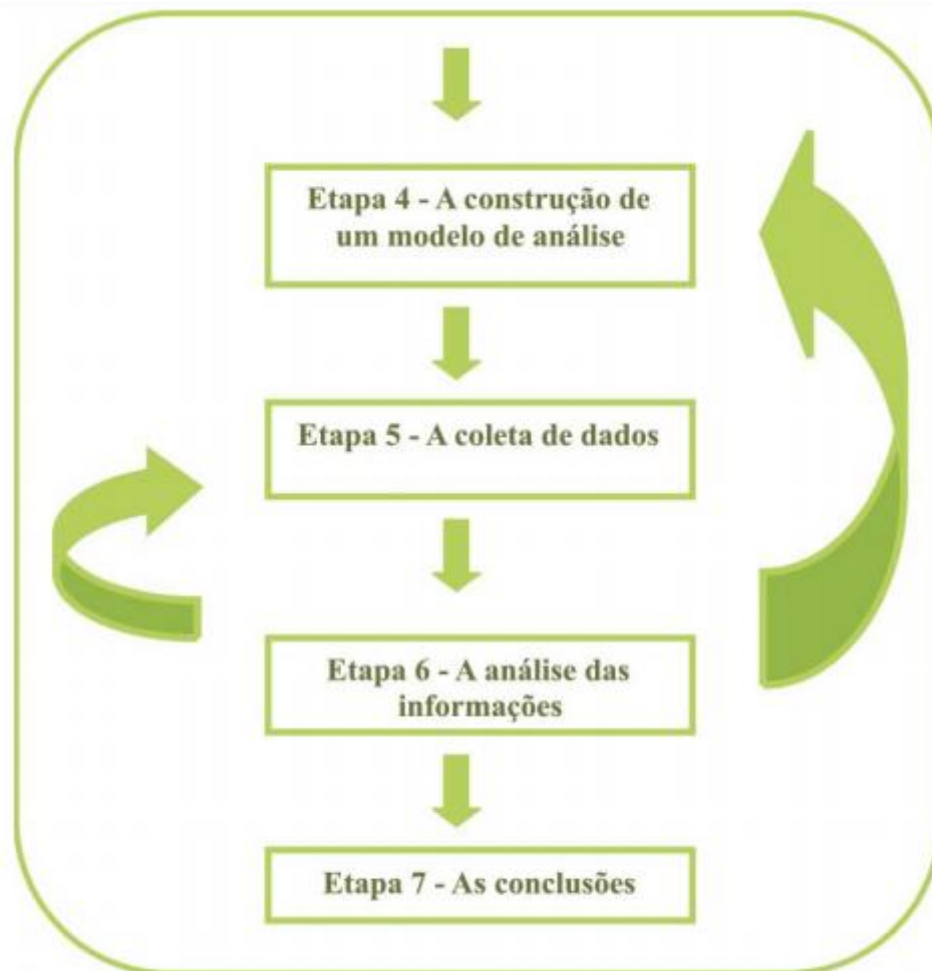 Etapa 4 - A construção de
um modelo de análise
Etapa 5 - A coleta de dados
Etapa 6 - A análise das
informações
Etapa 7 - As conclusões